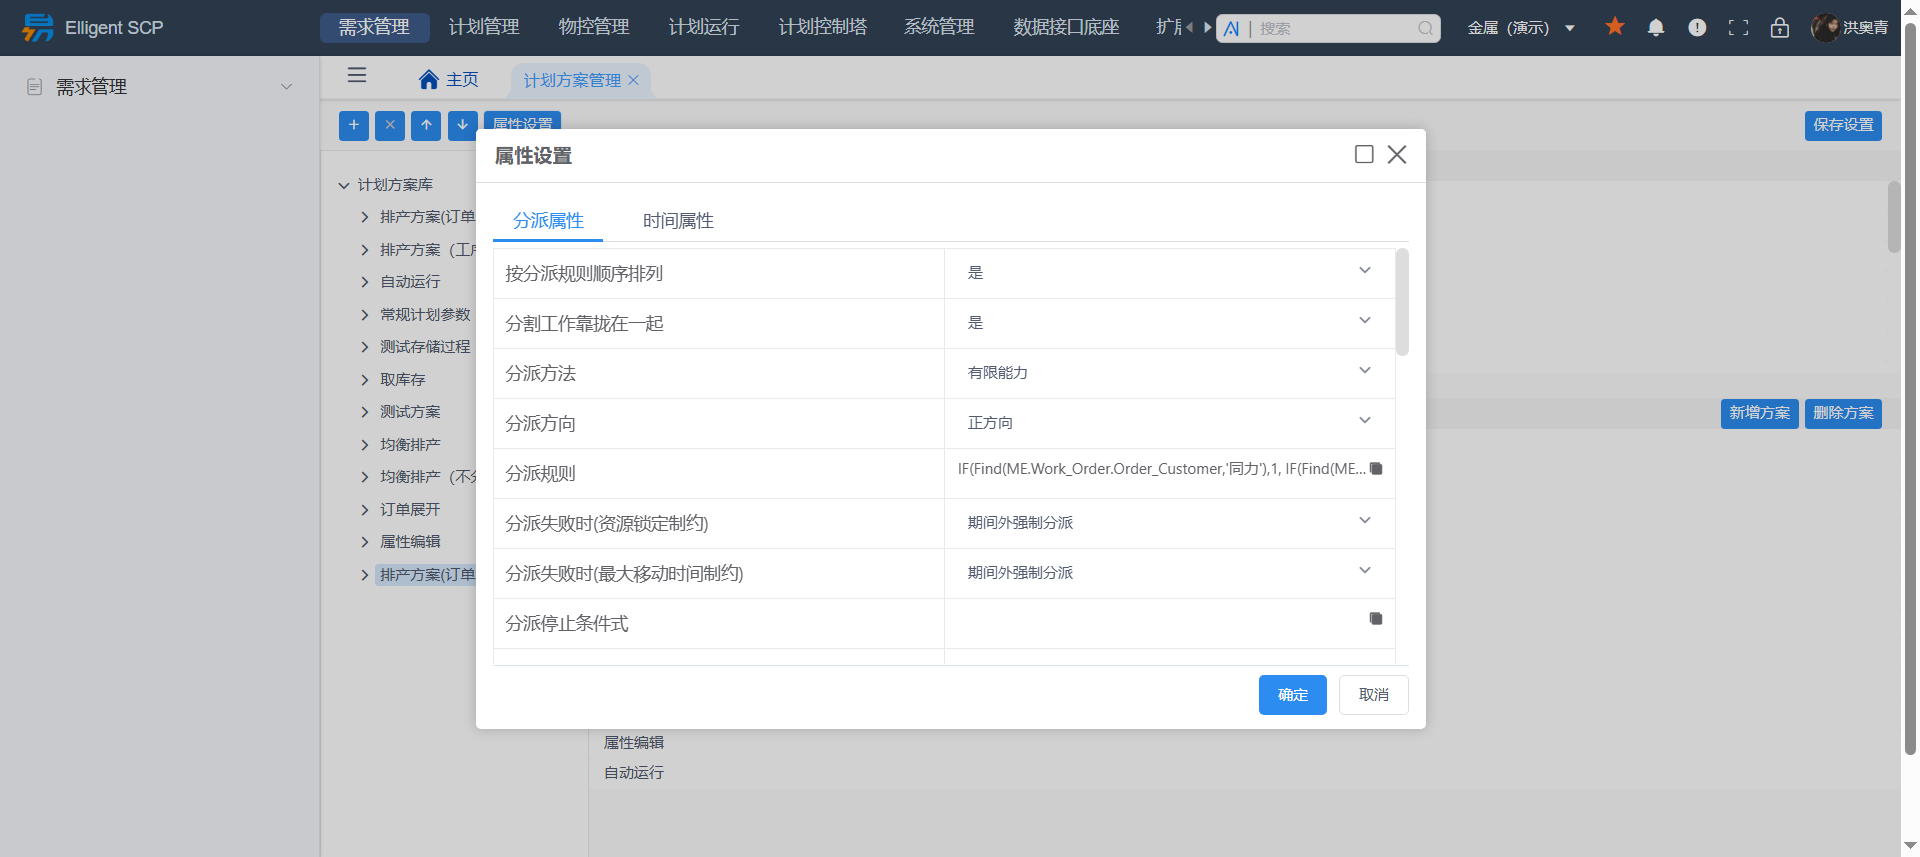 Elligent SCP
需求管理
计划管理
物控管理
计划运行
计划控制塔
系统管理
数据接口底座
搜索
金属（演示）
洪奥青
需求管理
主页
计划方案管理
属性设置
保存设置
计划方案库
排产方案(订单
排产方案（工
自动运行
常规计划参数
测试存储过程
取库存
测试方案
均衡排产
均衡排产（不
订单展开
属性编辑
排产方案(订单
新增方案
删除方案
属性设置
分派属性
时间属性
按分派规则顺序排列
是
分割工作靠拢在一起
是
分派方法
有限能力
分派方向
正方向
分派规则
IF(Find(ME.Work_Order.Order_Customer,'同力'),1, IF(Find(ME...
分派失败时(资源锁定制约)
期间外强制分派
分派失败时(最大移动时间制约)
期间外强制分派
分派停止条件式
确定
取消
属性编辑
自动运行